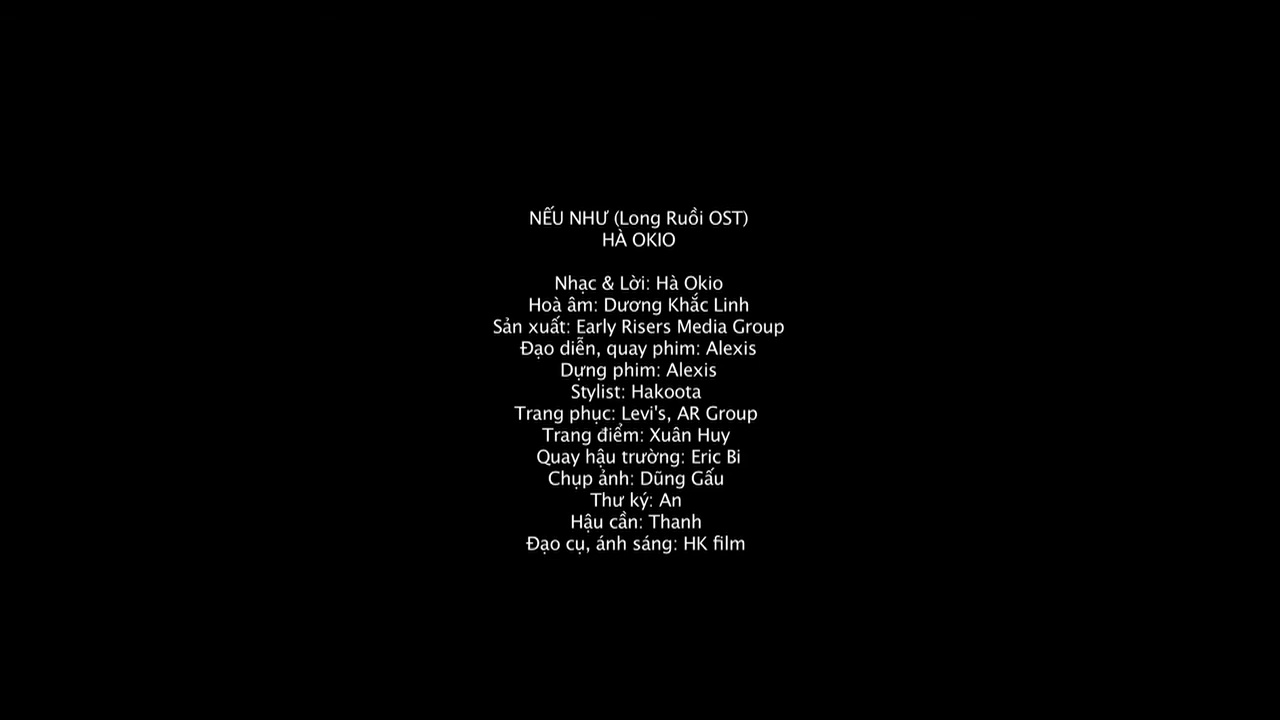 NẾU NHƯ (Long Ruồi OST)
HÀ OKIO
Nhạc & Lời: Hà Okio
Hoà âm: Dương Khắc Linh
Sản xuất: Early Risers Media Group
Đạo diễn, quay phim: Alexis
Dựng phim: Alexis
Stylist: Hakoota
Trang phục: Levi's, AR Group
Trang điểm: Xuân Huy
Quay hậu trường: Eric Bi
Chụp ảnh: Dũng Gấu
Thư ký: An
Hậu cần: Thanh
Đạo cụ, ánh sáng: HK film